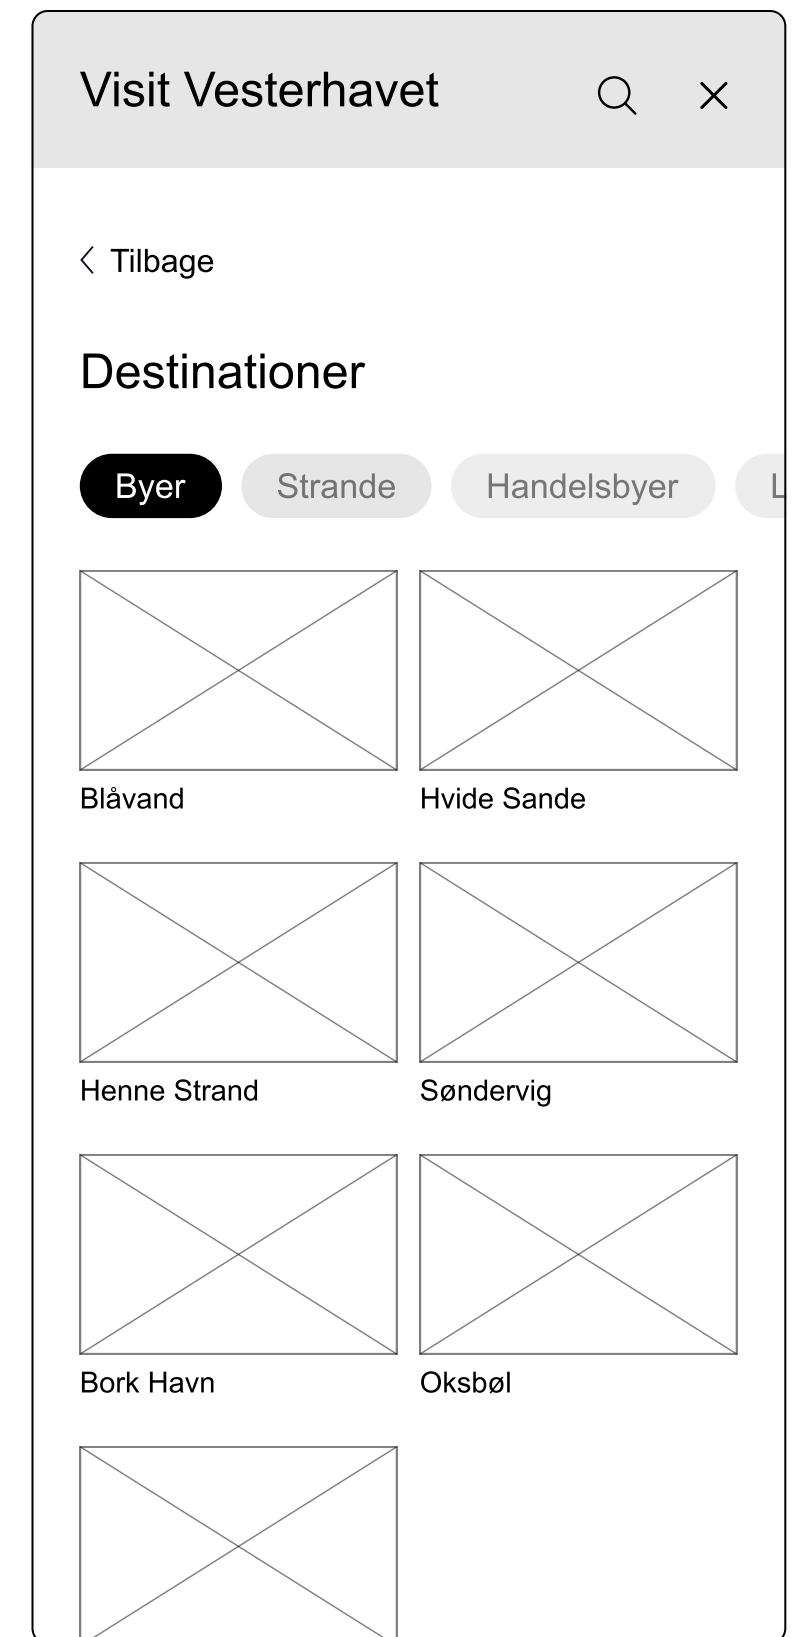 Visit Vesterhavet
Tilbage
Destinationer
Byer Strande Handelsbyer
Blåvand Hvide Sande
Henne Strand Søndervig
Bork Havn Oksbøl